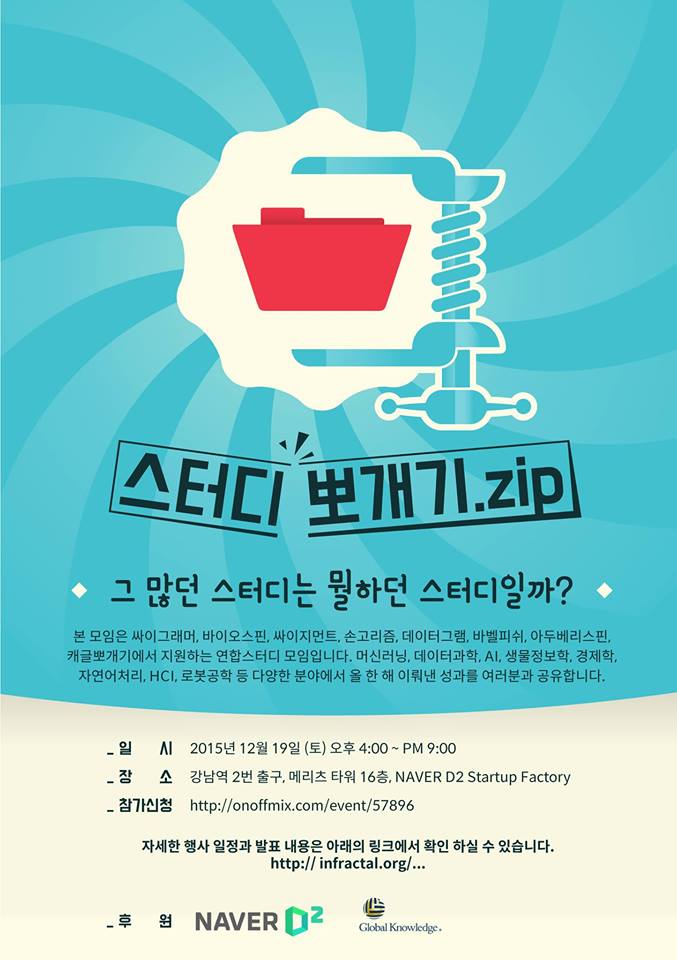 스터디 뽀개기.zip
그 많던 스터디는 뭘하던 스터디일까?
본 모임은 싸이그래머, 바이오스핀, 싸이지먼트, 손고리즘, 데이터그램, 바벨피쉬, 아두베리스핀,
캐글뽀개기에서 지원하는 연합스터디 모임입니다. 머신러닝, 데이터과학, AI, 생물정보학, 경제학,
자연어처리, HCI, 로봇공학 등 다양한 분야에서 올 한 해 이뤄낸 성과를 여러분과 공유합니다.
_ 일 시 2015년 12월 19일 (토) 오후 4:00 ~ PM 9:00
_ 장 소 강남역 2번 출구, 메리츠 타워 16층, NAVER D2 Startup Factory
_ 참가신청 http://onoffmix.com/event/57896
자세한 행사 일정과 발표 내용은 아래의 링크에서 확인 하실 수 있습니다.
http:// infractal.org/...
_ 후 원 NAVER D2 Global Knowledge.